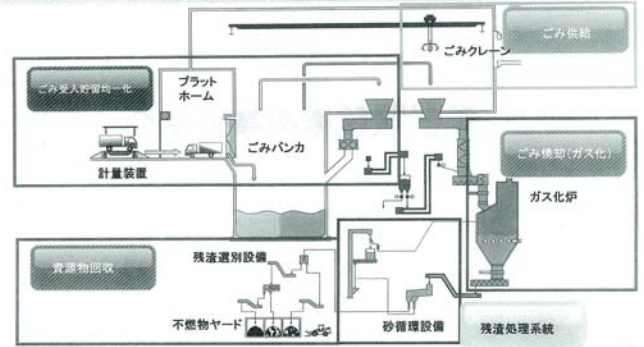 ごみ供給
ごみクレーン
ごみ受入貯留均一化
プラット
ホーム
ごみバンカ
計量装置
ごみ焼却(ガス化)
ガス化炉
資源物回収
残渣選別設備
不燃物ヤード
砂循環設備
残渣処理系統